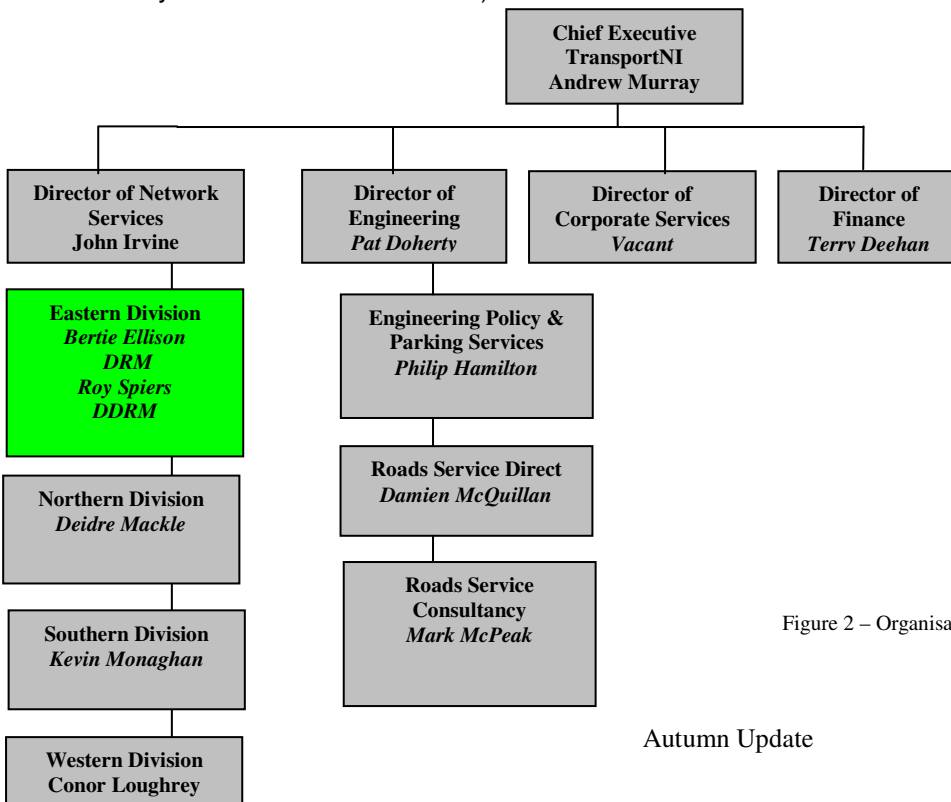 Chief Executive
TransportNI
Andrew Murray
Director of Network
Services
John Irvine
Director of
Engineering
Pat Doherty
Director of
Corporate Services
Vacant
Director of
Finance
Terry Deehan
Eastern Division
Bertie Ellison
DRM
Roy Spiers
DDRM
Engineering Policy &
Parking Services
Philip Hamilton
Roads Service Direct
Damien McQuillan
Northern Division
Deidre Mackle
Roads Service
Consultancy
Mark McPeak
Southern Division
Kevin Monaghan
Figure 2 – Organisa
Autumn Update
Western Division
Conor Loughrey